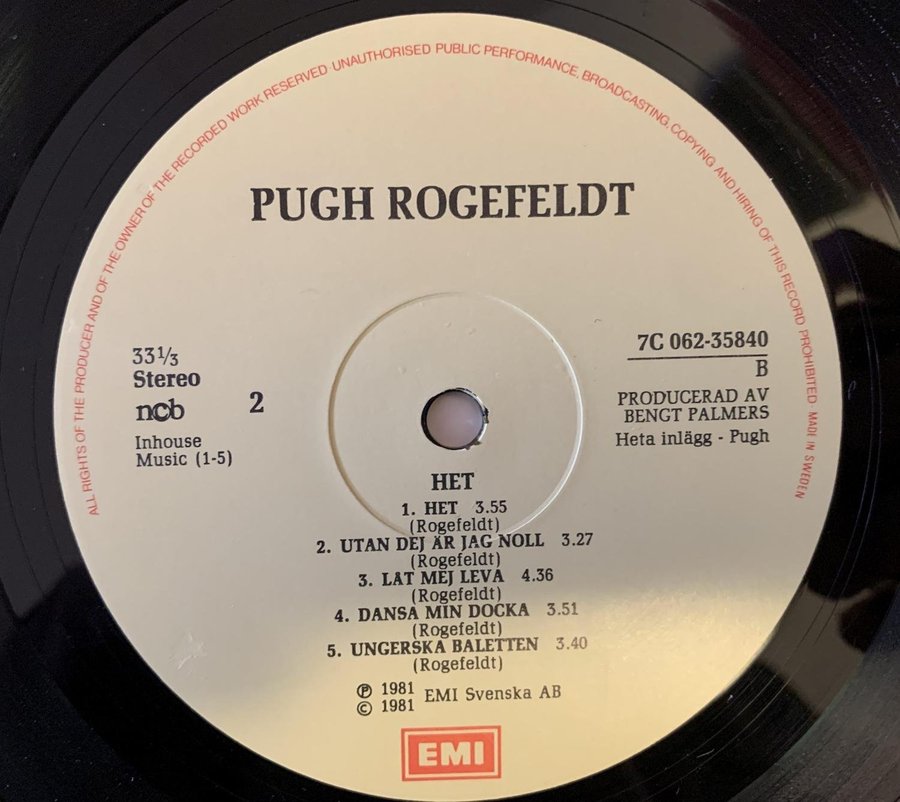 ALL RIGHTS OF THE PRODUCER AND OF THE OWNER OF THE RECORDED WORK RESERVED · UNAUTHORISED PUBLIC PERFORMANCE, BROADCASTING, COPYING AND HIRING OF THIS RECORD PROHIBITED · MADE IN SWEDEN
PUGH ROGEFELDT
33⅓
Stereo
ncb
2
Inhouse
Music (1-5)
7C 062-35840
B
PRODUCERAD AV
BENGT PALMERS
Heta inlägg - Pugh
HET
1. HET 3.55
(Rogefeldt)
2. UTAN DEJ ÄR JAG NOLL 3.27
(Rogefeldt)
3. LÅT MEJ LEVA 4.36
(Rogefeldt)
4. DANSA MIN DOCKA 3.51
(Rogefeldt)
5. UNGERSKA BALETTEN 3.40
(Rogefeldt)
℗ 1981 EMI Svenska AB
© 1981
EMI